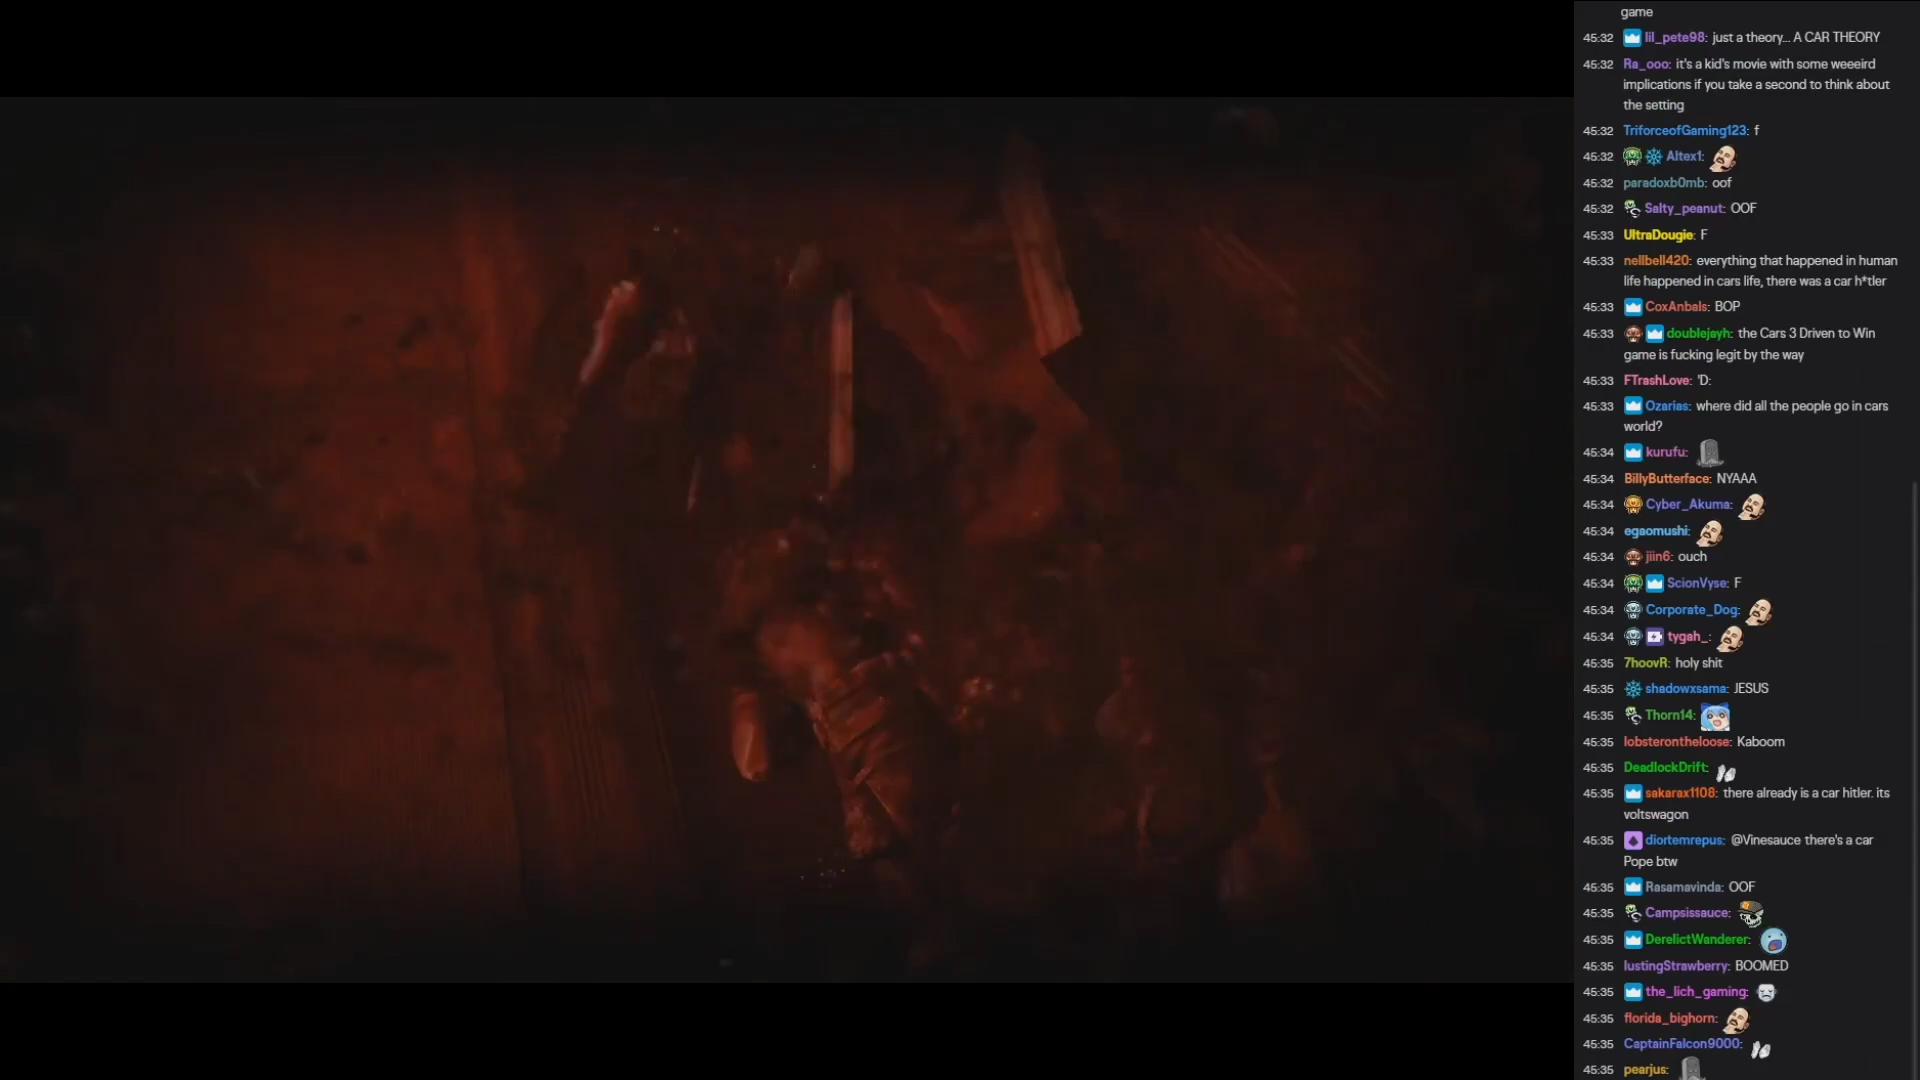 game
45:32 lil_pete98: just a theory... A CAR THEORY
45:32 Ra_ooo: it's a kid's movie with some weeeird
implications if you take a second to think about
the setting
45:32 TriforceofGaming123: f
45:32 Altex1:
45:32 paradoxb0mb: oof
45:32 Salty_peanut: OOF
45:33 UltraDougie: F
45:33 nellbell420: everything that happened in human
life happened in cars life, there was a car h*tler
45:33 CoxAnbals: BOP
45:33 doublejayh: the Cars 3 Driven to Win
game is fucking legit by the way
45:33 FTrashLove: 'D:
45:33 Ozarias: where did all the people go in cars
world?
45:34 kurufu:
45:34 BillyButterface: NYAAA
45:34 Cyber_Akuma:
45:34 egaomushi:
45:34 jiin6: ouch
45:34 ScionVyse: F
45:34 Corporate_Dog:
45:34 tygah_:
45:35 7hoovR: holy shit
45:35 shadowxsama: JESUS
45:35 Thorn14:
45:35 lobsterontheloose: Kaboom
45:35 DeadlockDrift:
45:35 sakarax1108: there already is a car hitler. its
voltswagon
45:35 diortemrepus: @Vinesauce there's a car
Pope btw
45:35 Rasamavinda: OOF
45:35 Campsissauce:
45:35 DerelictWanderer:
45:35 lustingStrawberry: BOOMED
45:35 the_lich_gaming:
45:35 florida_bighorn:
45:35 CaptainFalcon9000:
45:35 pearjus: